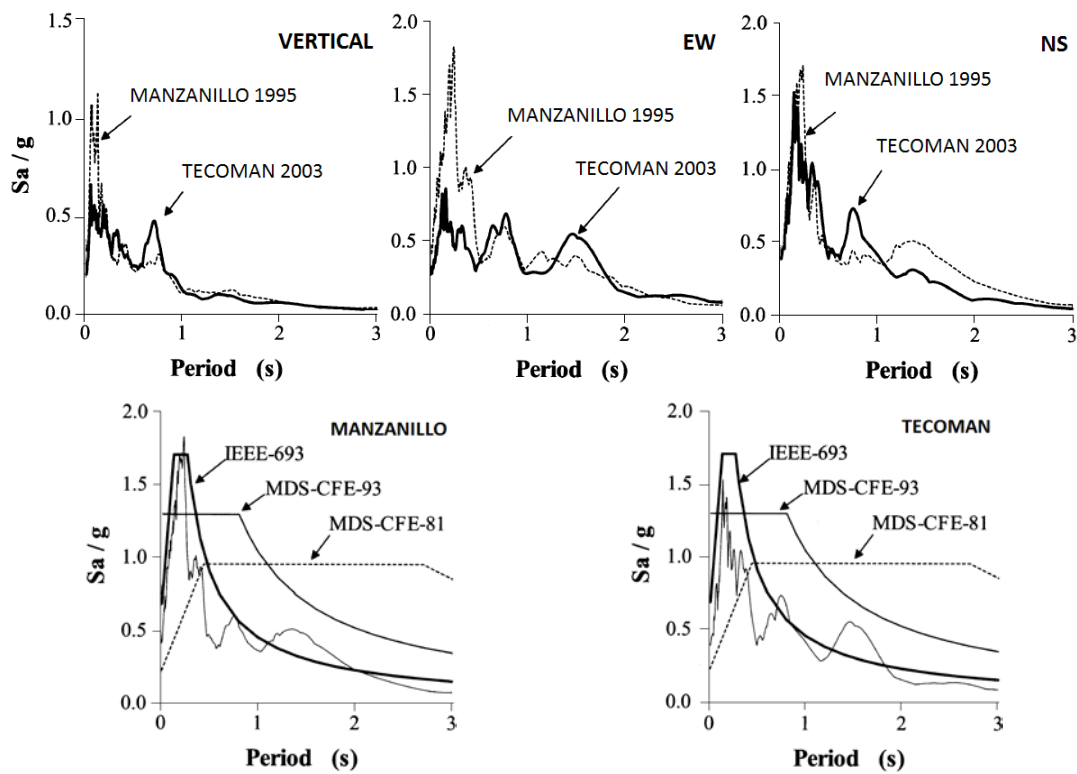 VERTICAL
1.5
1.0
0.5
0.0
Sa / g
MANZANILLO 1995
TECOMAN 2003
0
1
2
3
Period (s)
EW
2.0
1.5
1.0
0.5
0.0
MANZANILLO 1995
TECOMAN 2003
0
1
2
3
Period (s)
NS
2.0
1.5
1.0
0.5
0.0
MANZANILLO 1995
TECOMAN 2003
0
1
2
3
Period (s)
MANZANILLO
2.0
1.5
1.0
0.5
0.0
Sa / g
IEEE-693
MDS-CFE-93
MDS-CFE-81
0
1
2
3
Period (s)
TECOMAN
2.0
1.5
1.0
0.5
0.0
Sa / g
IEEE-693
MDS-CFE-93
MDS-CFE-81
0
1
2
3
Period (s)